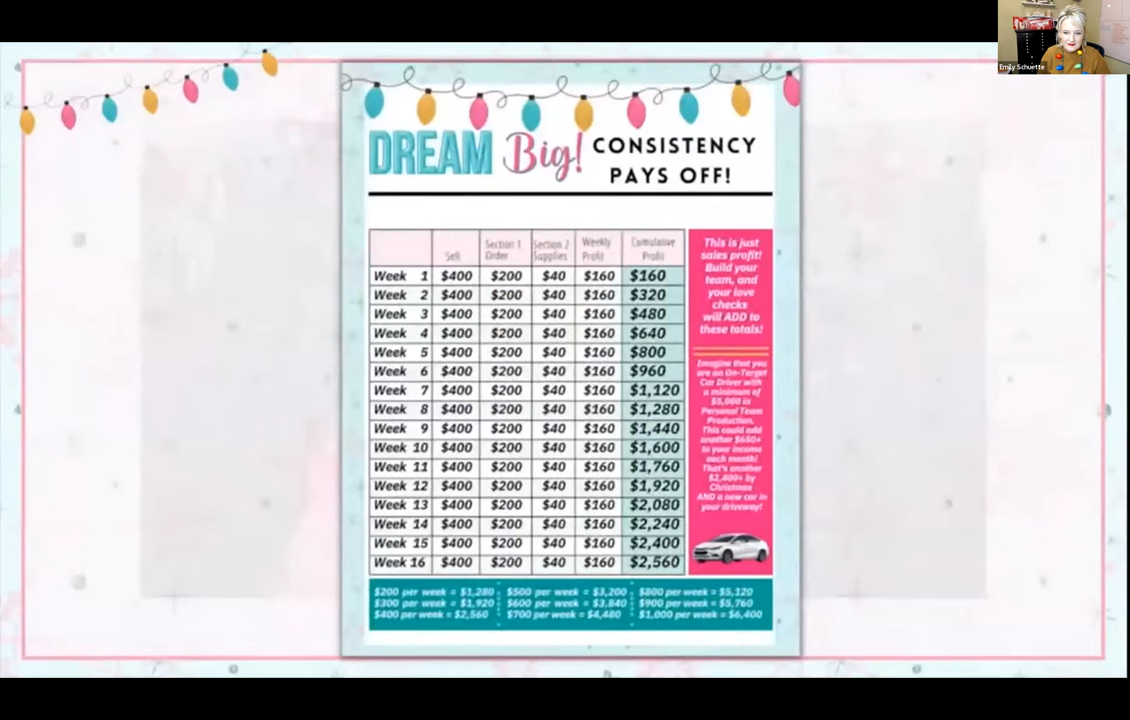 Emily Schuette
DREAM Big! CONSISTENCY
PAYS OFF!
Sell Section 1 Order Section 2 Supplies Weekly Profit Cumulative Profit
Week 1 $400 $200 $40 $160 $160
Week 2 $400 $200 $40 $160 $320
Week 3 $400 $200 $40 $160 $480
Week 4 $400 $200 $40 $160 $640
Week 5 $400 $200 $40 $160 $800
Week 6 $400 $200 $40 $160 $960
Week 7 $400 $200 $40 $160 $1,120
Week 8 $400 $200 $40 $160 $1,280
Week 9 $400 $200 $40 $160 $1,440
Week 10 $400 $200 $40 $160 $1,600
Week 11 $400 $200 $40 $160 $1,760
Week 12 $400 $200 $40 $160 $1,920
Week 13 $400 $200 $40 $160 $2,080
Week 14 $400 $200 $40 $160 $2,240
Week 15 $400 $200 $40 $160 $2,400
Week 16 $400 $200 $40 $160 $2,560
This is just
sales profit!
Build your
team, and
your love
checks
will ADD to
these totals!
Imagine that you
are an On-Target
Car Driver with
a minimum of
$5,000 in
Personal Team
Production.
This could add
another $650+
to your income
each month!
That's another
$2,400+ by
Christmas
AND a new car in
your driveway!
$200 per week = $1,280 $500 per week = $3,200 $800 per week = $5,120
$300 per week = $1,920 $600 per week = $3,840 $900 per week = $5,760
$400 per week = $2,560 $700 per week = $4,480 $1,000 per week = $6,400